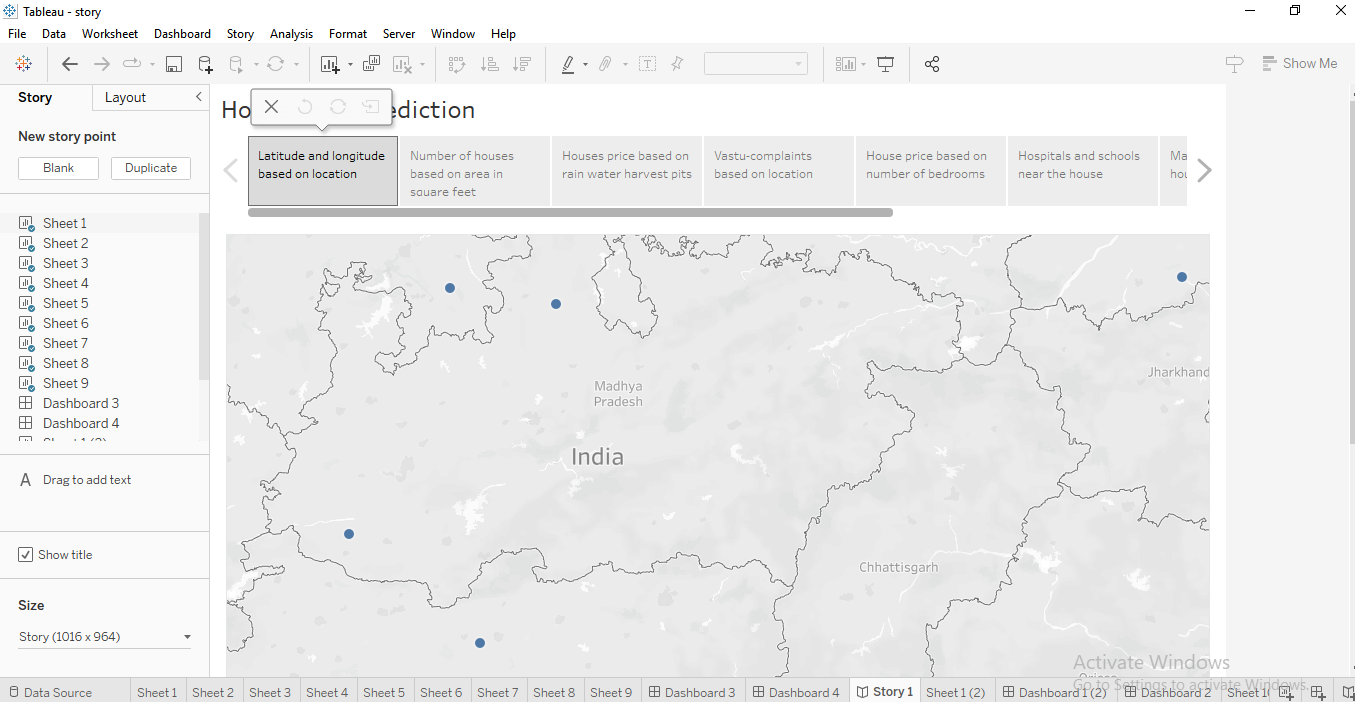 Tableau - story
File Data Worksheet Dashboard Story Analysis Format Server Window Help
Show Me
Story Layout
New story point
Blank Duplicate
Sheet 1
Sheet 2
Sheet 3
Sheet 4
Sheet 5
Sheet 6
Sheet 7
Sheet 8
Sheet 9
Dashboard 3
Dashboard 4
A Drag to add text
Show title
Size
Story (1016 x 964)
Ho ediction
Latitude and longitude
based on location
Number of houses
based on area in
square feet
Houses price based on
rain water harvest pits
Vastu-complaints
based on location
House price based on
number of bedrooms
Hospitals and schools
near the house
Ma
hou
Madhya
Pradesh
India
Jharkhand
Chhattisgarh
Activate Windows
Go to Settings to activate Windows.
Data Source Sheet 1 Sheet 2 Sheet 3 Sheet 4 Sheet 5 Sheet 6 Sheet 7 Sheet 8 Sheet 9 Dashboard 3 Dashboard 4 Story 1 Sheet 1 (2) Dashboard 1 (2) Dashboard 2 Sheet 1